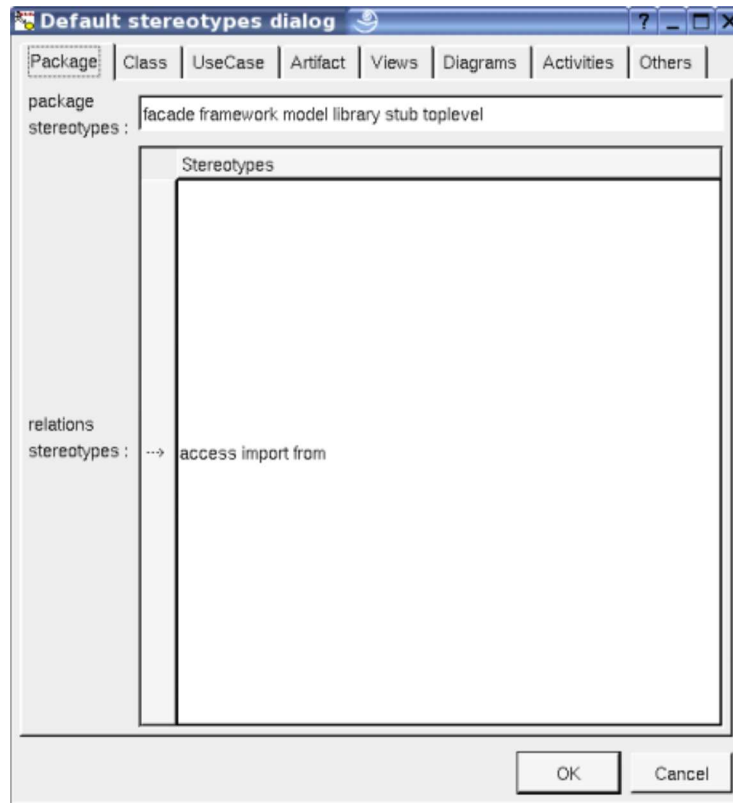 Default stereotypes dialog ? _ □ X
Package Class UseCase Artifact Views Diagrams Activities Others
package
stereotypes :
facade framework model library stub toplevel
Stereotypes
relations
stereotypes :
--> access import from
OK Cancel